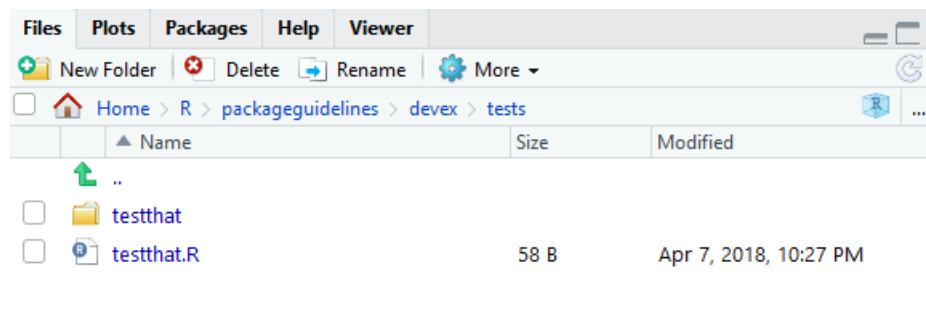 Files Plots Packages Help Viewer
New Folder Delete Rename More
Home > R > packageguidelines > devex > tests R ...
Name Size Modified
..
testthat
R testthat.R 58 B Apr 7, 2018, 10:27 PM